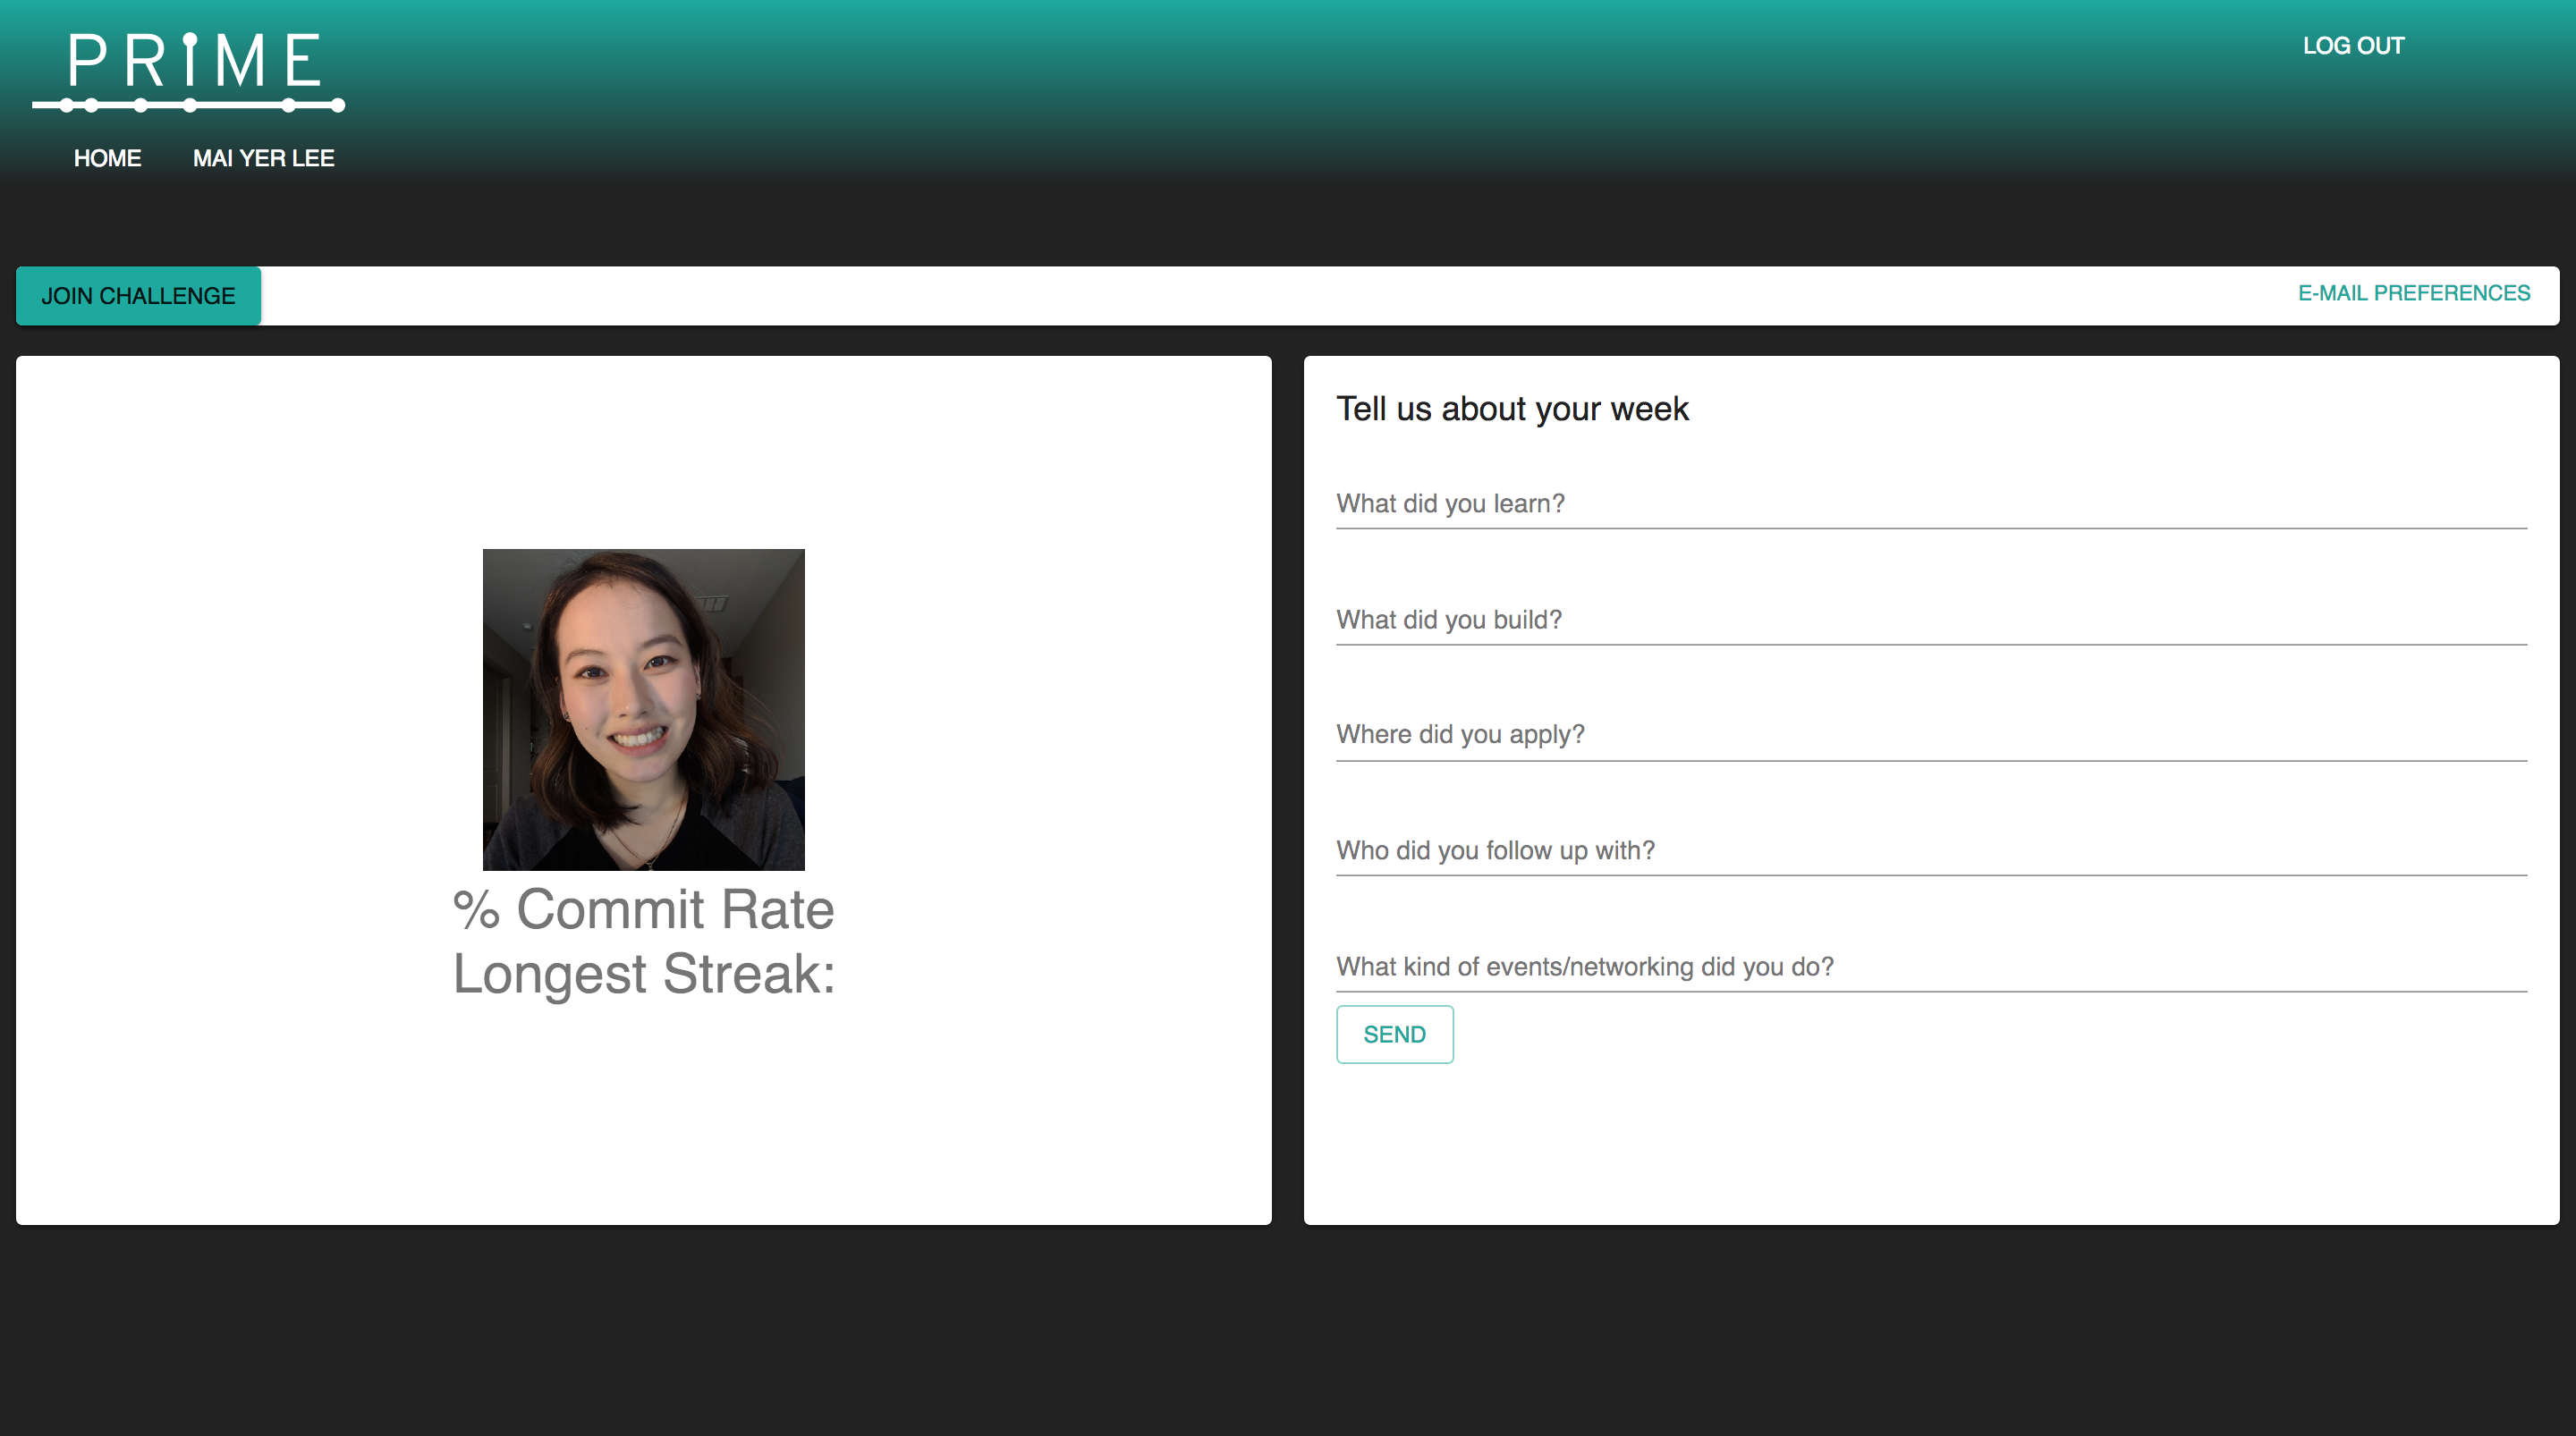 PRIME
LOG OUT
HOME MAI YER LEE
JOIN CHALLENGE
E-MAIL PREFERENCES
% Commit Rate
Longest Streak:
Tell us about your week
What did you learn?
What did you build?
Where did you apply?
Who did you follow up with?
What kind of events/networking did you do?
SEND